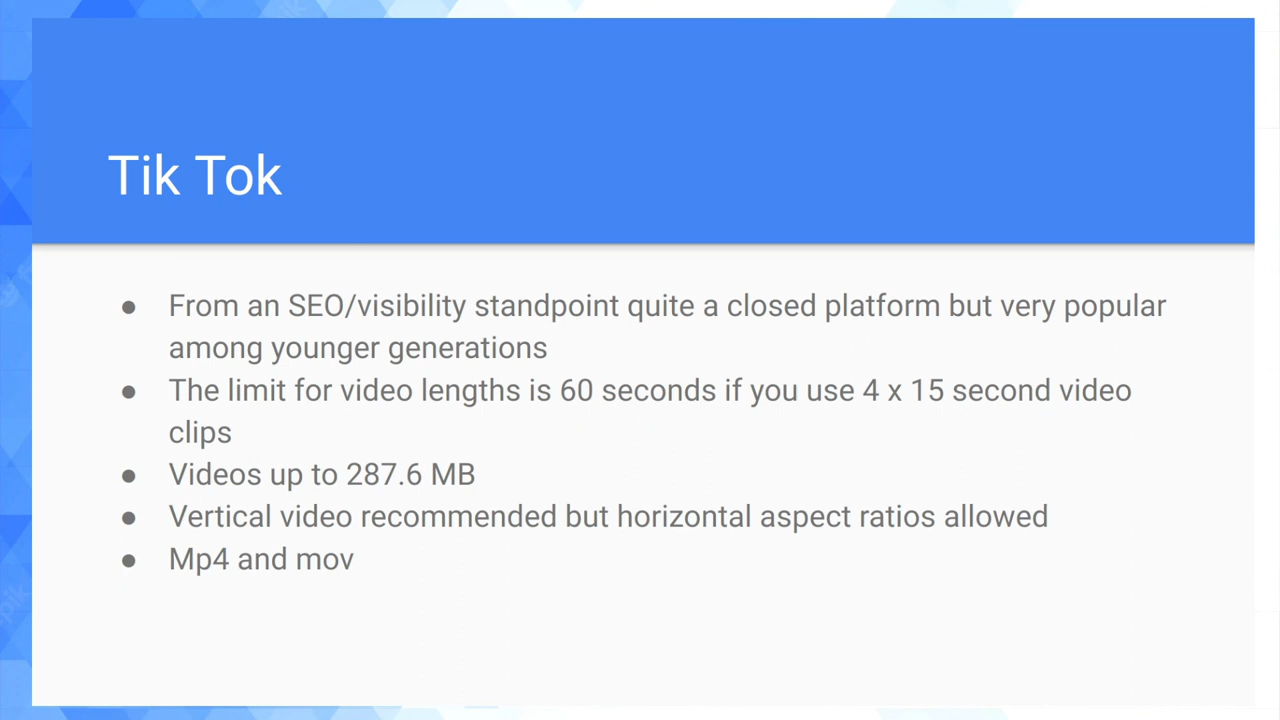 Tik Tok
● From an SEO/visibility standpoint quite a closed platform but very popular
among younger generations
● The limit for video lengths is 60 seconds if you use 4 x 15 second video
clips
● Videos up to 287.6 MB
● Vertical video recommended but horizontal aspect ratios allowed
● Mp4 and mov